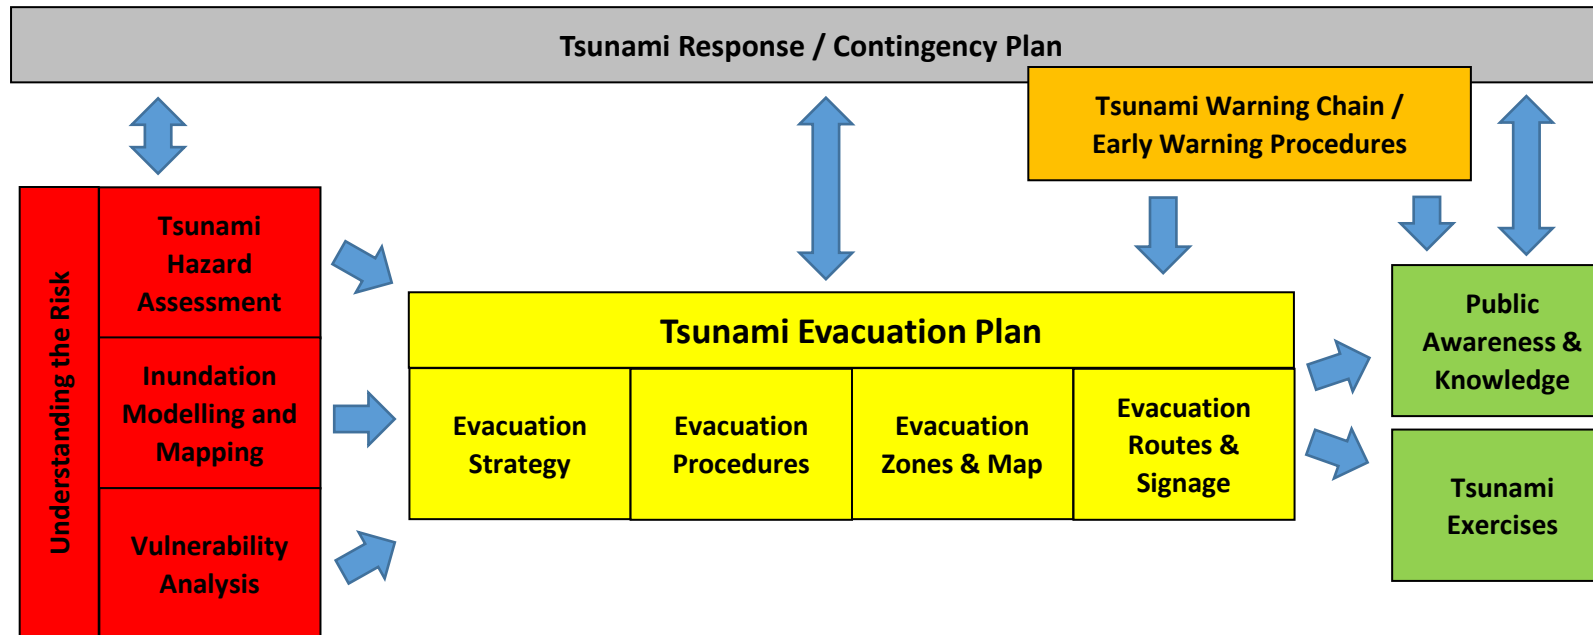 Tsunami Response / Contingency Plan
Tsunami Warning Chain /
Early Warning Procedures
Understanding the Risk
Tsunami
Hazard
Assessment
Inundation
Modelling and
Mapping
Vulnerability
Analysis
Tsunami Evacuation Plan
Evacuation
Strategy
Evacuation
Procedures
Evacuation
Zones & Map
Evacuation
Routes &
Signage
Public
Awareness &
Knowledge
Tsunami
Exercises